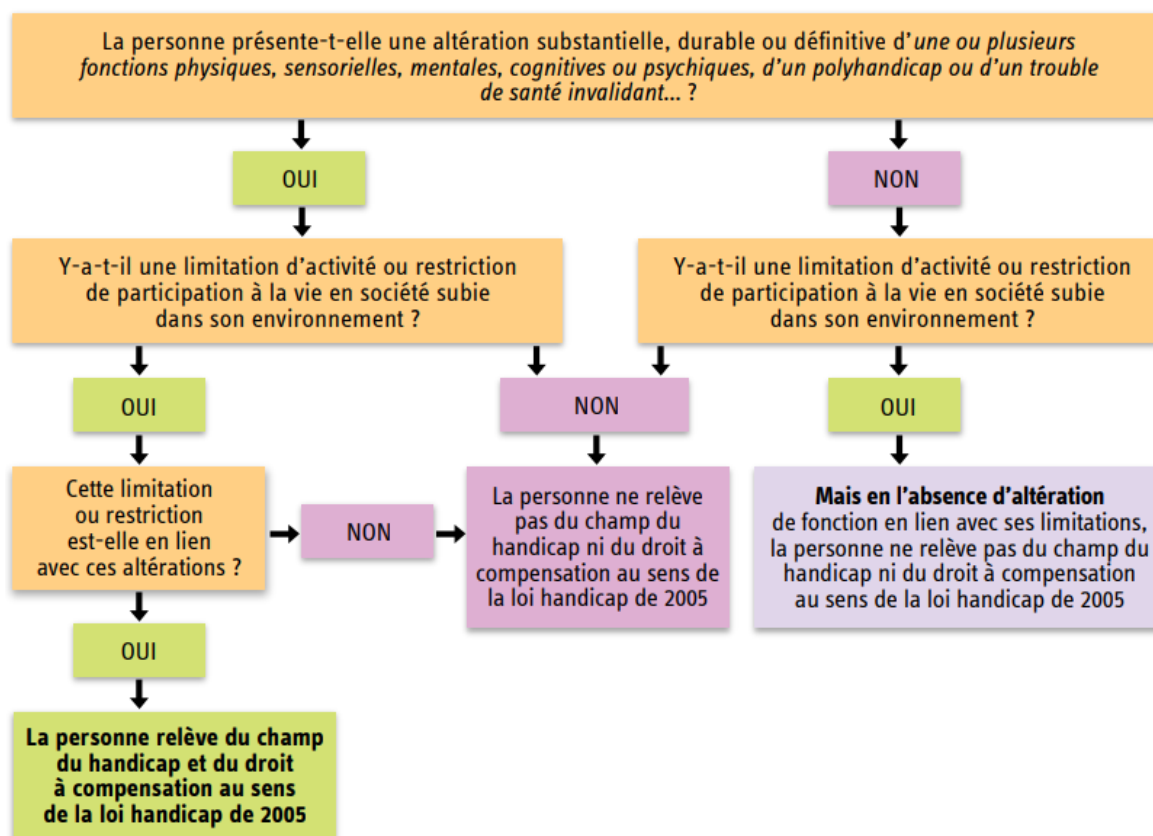 La personne présente-t-elle une altération substantielle, durable ou définitive d'une ou plusieurs
fonctions physiques, sensorielles, mentales, cognitives ou psychiques, d'un polyhandicap ou d'un trouble
de santé invalidant... ?
OUI
NON
Y-a-t-il une limitation d'activité ou restriction
de participation à la vie en société subie
dans son environnement ?
Y-a-t-il une limitation d'activité ou restriction
de participation à la vie en société subie
dans son environnement ?
OUI
NON
OUI
Cette limitation
ou restriction
est-elle en lien
avec ces altérations ?
NON
La personne ne relève
pas du champ du
handicap ni du droit à
compensation au sens de
la loi handicap de 2005
Mais en l'absence d'altération
de fonction en lien avec ses limitations,
la personne ne relève pas du champ du
handicap ni du droit à compensation
au sens de la loi handicap de 2005
OUI
La personne relève du champ
du handicap et du droit
à compensation au sens
de la loi handicap de 2005